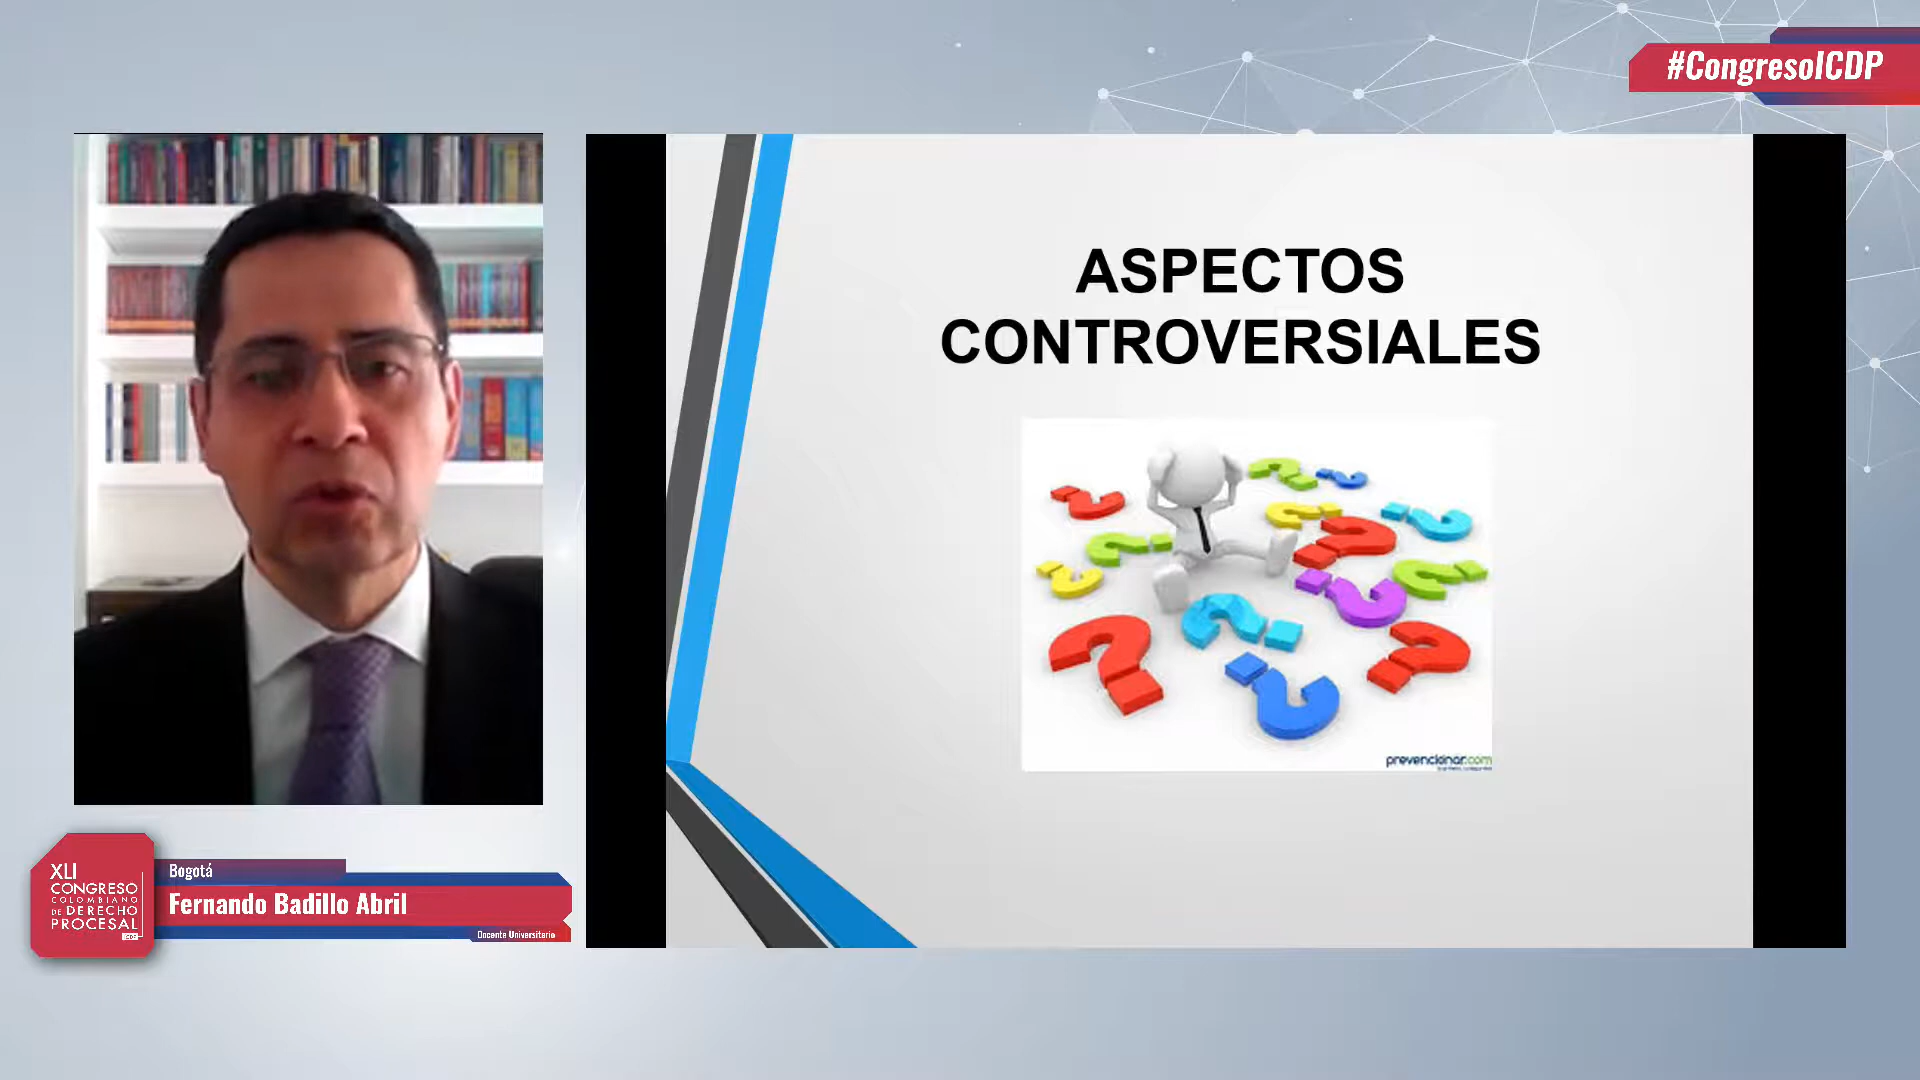 #CongresoICDP
ASPECTOS
CONTROVERSIALES
prevencionar.com
XLI
CONGRESO
COLOMBIANO
DE DERECHO
PROCESAL
Bogotá
Fernando Badillo Abril
Docente Universitario